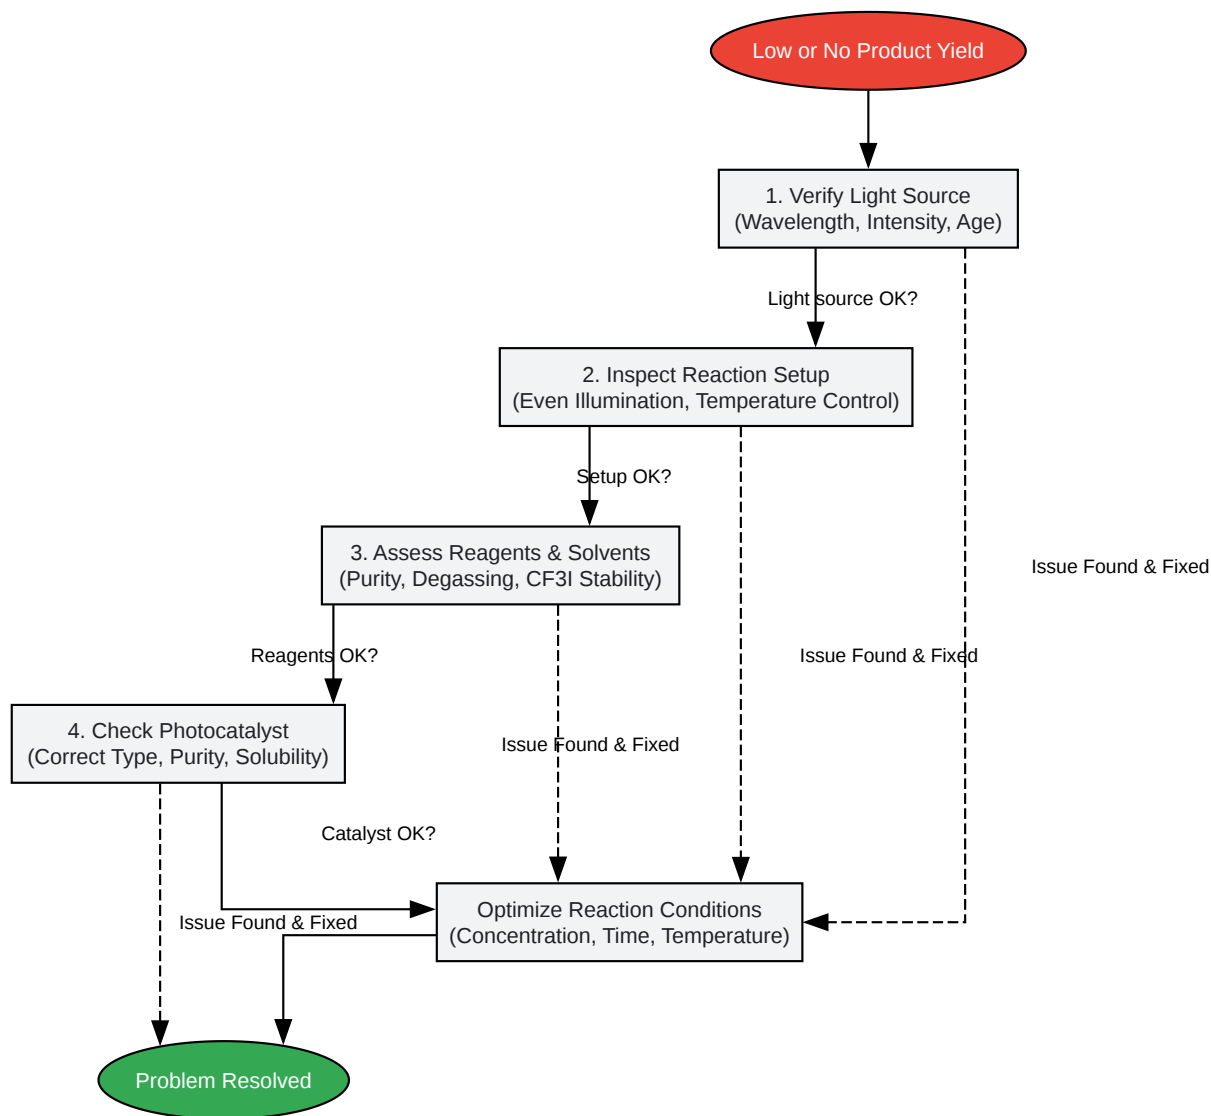 Low or No Product Yield
1. Verify Light Source
(Wavelength, Intensity, Age)
Light source OK?
2. Inspect Reaction Setup
(Even Illumination, Temperature Control)
Setup OK?
3. Assess Reagents & Solvents
(Purity, Degassing, CF3I Stability)
Issue Found & Fixed
Reagents OK?
Issue Found & Fixed
4. Check Photocatalyst
(Correct Type, Purity, Solubility)
Issue Found & Fixed
Catalyst OK?
Optimize Reaction Conditions
(Concentration, Time, Temperature)
Issue Found & Fixed
Problem Resolved